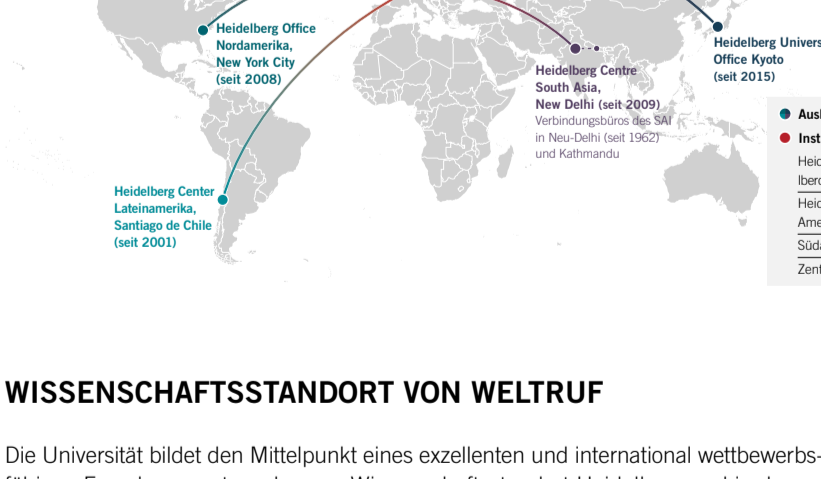 Heidelberg Office
Nordamerika,
New York City
(seit 2008)
Heidelberg
Office Kyoto
(seit 2015)
Heidelberg Centre
South Asia,
New Delhi (seit 2009)
Verbindungsbüros des SAI
in Neu-Delhi (seit 1962)
und Kathmandu
Heidelberg Center
Lateinamerika,
Santiago de Chile
(seit 2001)
WISSENSCHAFTSSTANDORT VON WELTRUF
Die Universität bildet den Mittelpunkt eines exzellenten und international wettbewerbs-